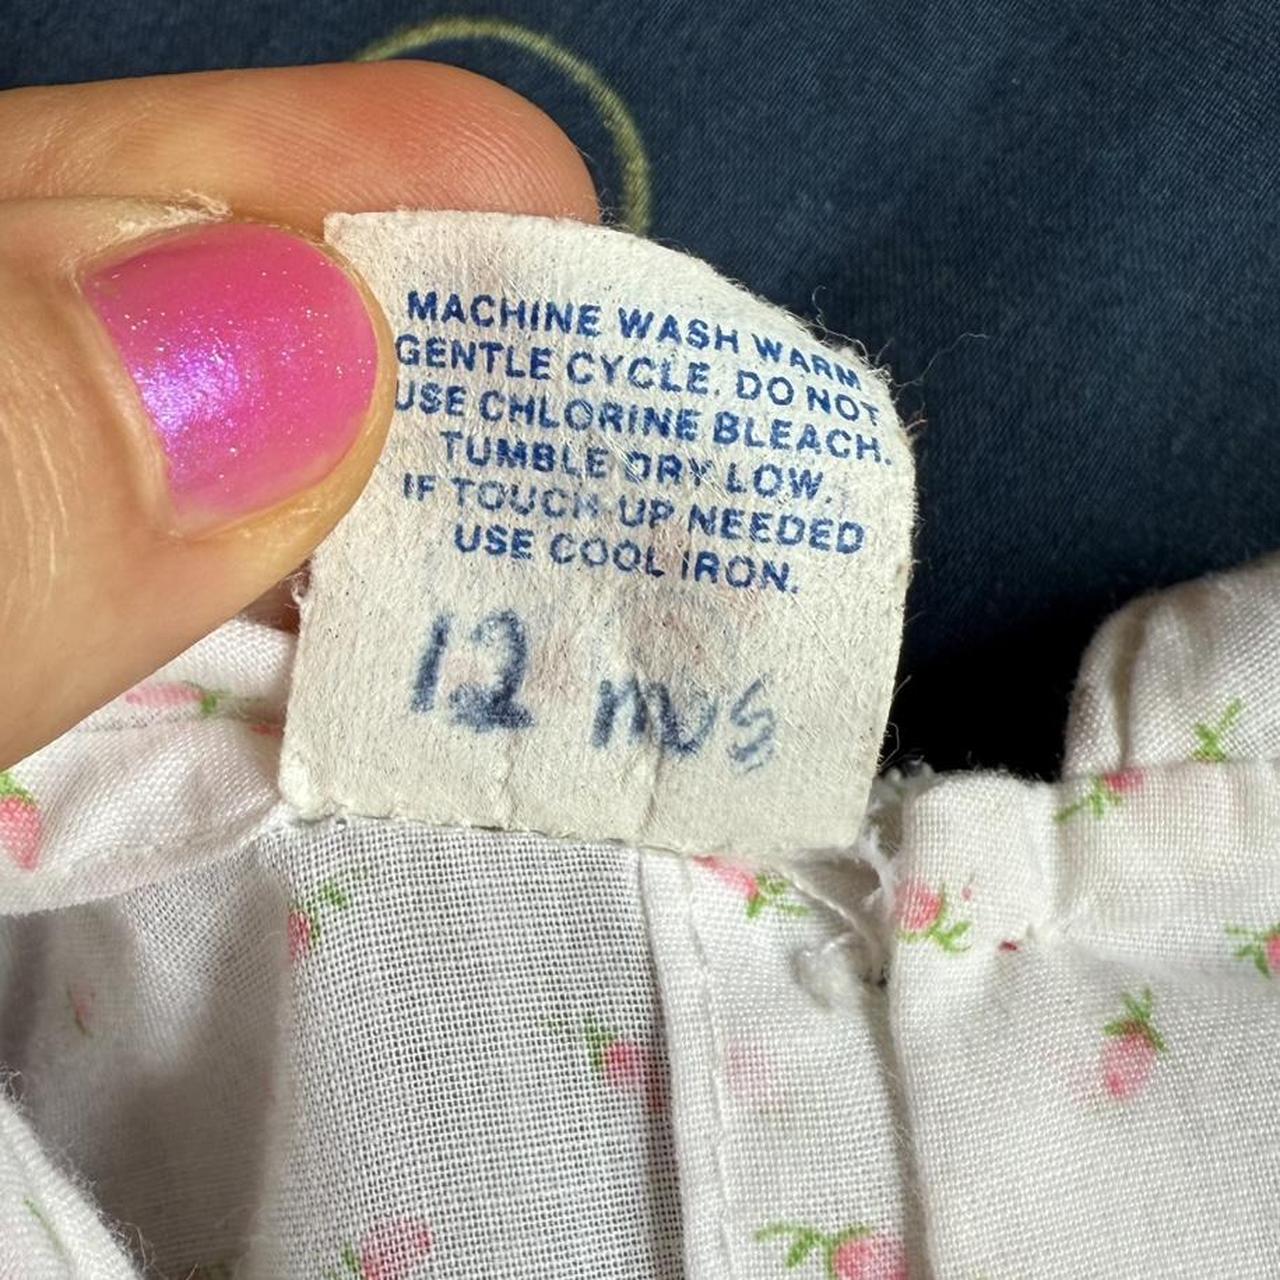 MACHINE WASH WARM
GENTLE CYCLE. DO NOT
USE CHLORINE BLEACH.
TUMBLE DRY LOW.
IF TOUCH-UP NEEDED
USE COOL IRON.
12 mos